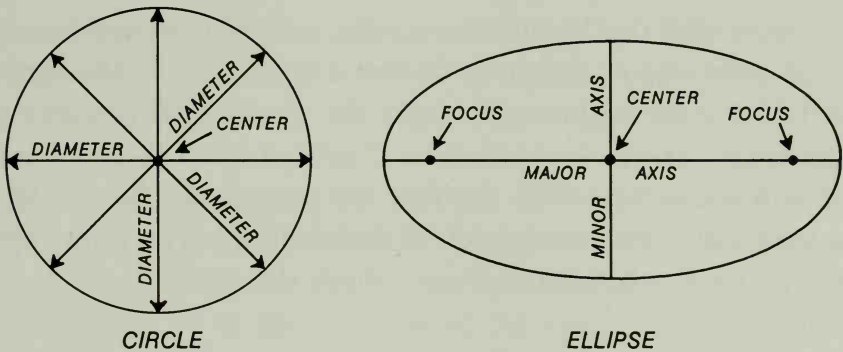 DIAMETER
CENTER
DIAMETER
DIAMETER
DIAMETER
CIRCLE
AXIS
FOCUS
CENTER
FOCUS
MAJOR AXIS
MINOR
ELLIPSE